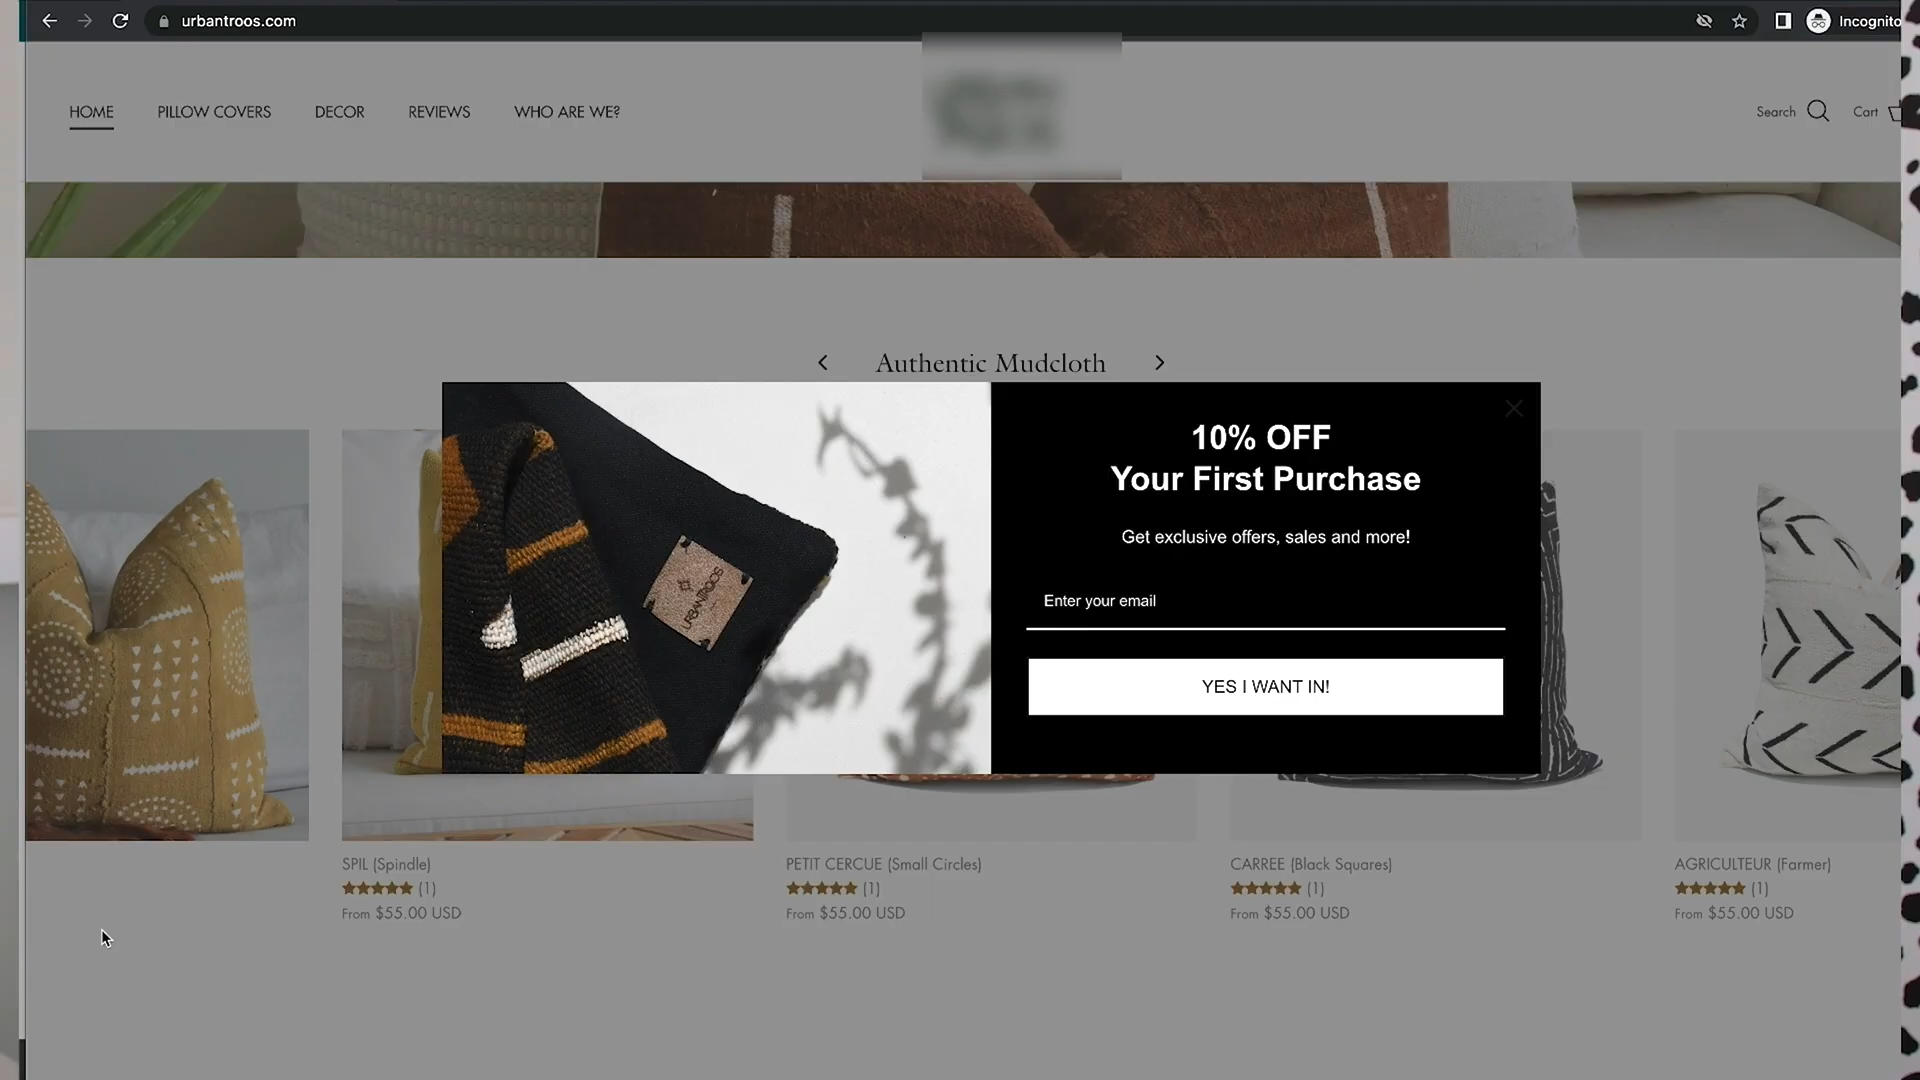 urbantroos.com
Incognito
HOME
PILLOW COVERS
DECOR
REVIEWS
WHO ARE WE?
Search
Cart
Authentic Mudcloth
URBANTROOS
10% OFF
Your First Purchase
Get exclusive offers, sales and more!
Enter your email
YES I WANT IN!
SPIL (Spindle)
(1)
From $55.00 USD
PETIT CERCUE (Small Circles)
(1)
From $55.00 USD
CARREE (Black Squares)
(1)
From $55.00 USD
AGRICULTEUR (Farmer)
(1)
From $55.00 USD